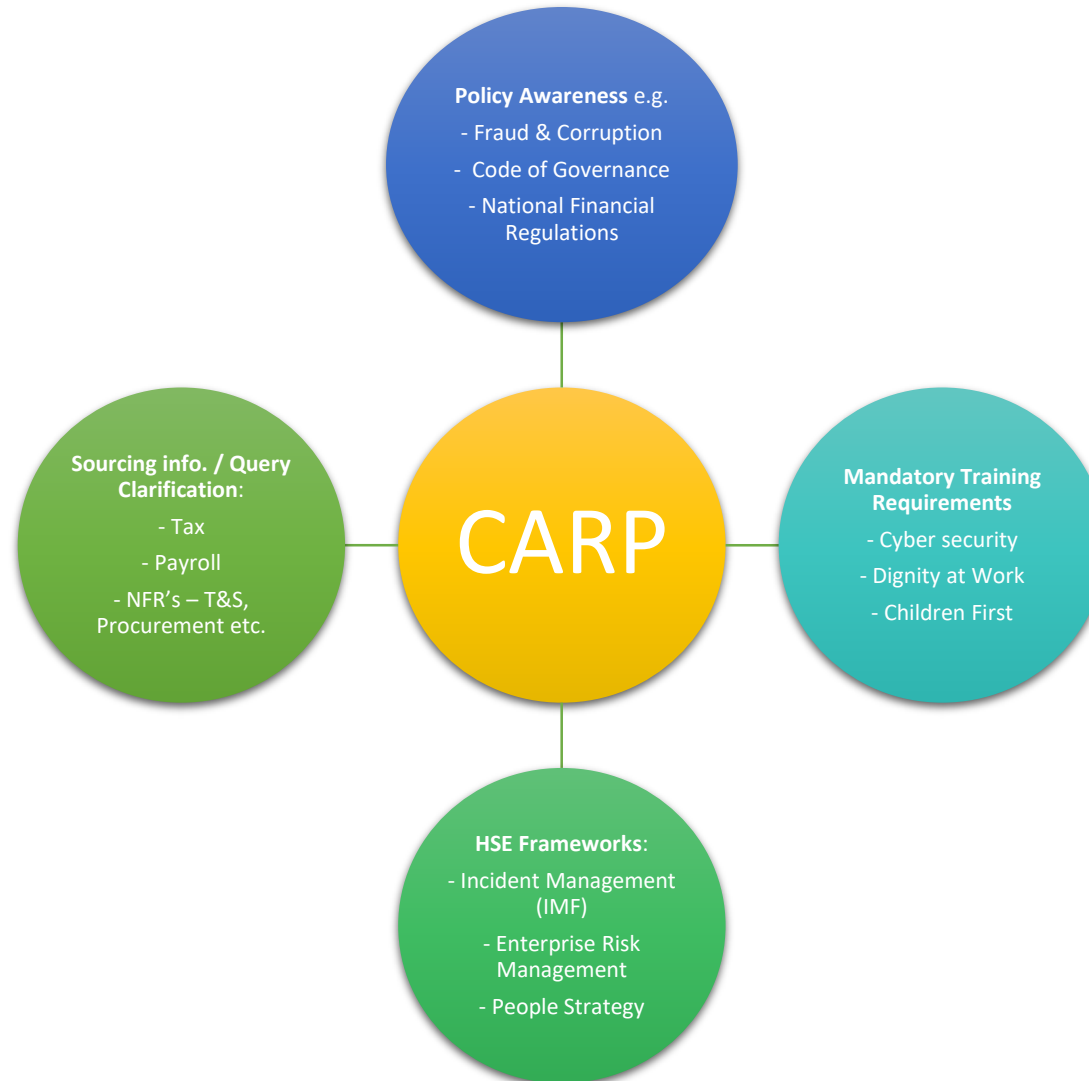 Policy Awareness e.g.
- Fraud & Corruption
- Code of Governance
- National Financial
Regulations
Sourcing info. / Query
Clarification:
- Tax
- Payroll
- NFR’s – T&S,
Procurement etc.
CARP
Mandatory Training
Requirements
- Cyber security
- Dignity at Work
- Children First
HSE Frameworks:
- Incident Management
(IMF)
- Enterprise Risk
Management
- People Strategy